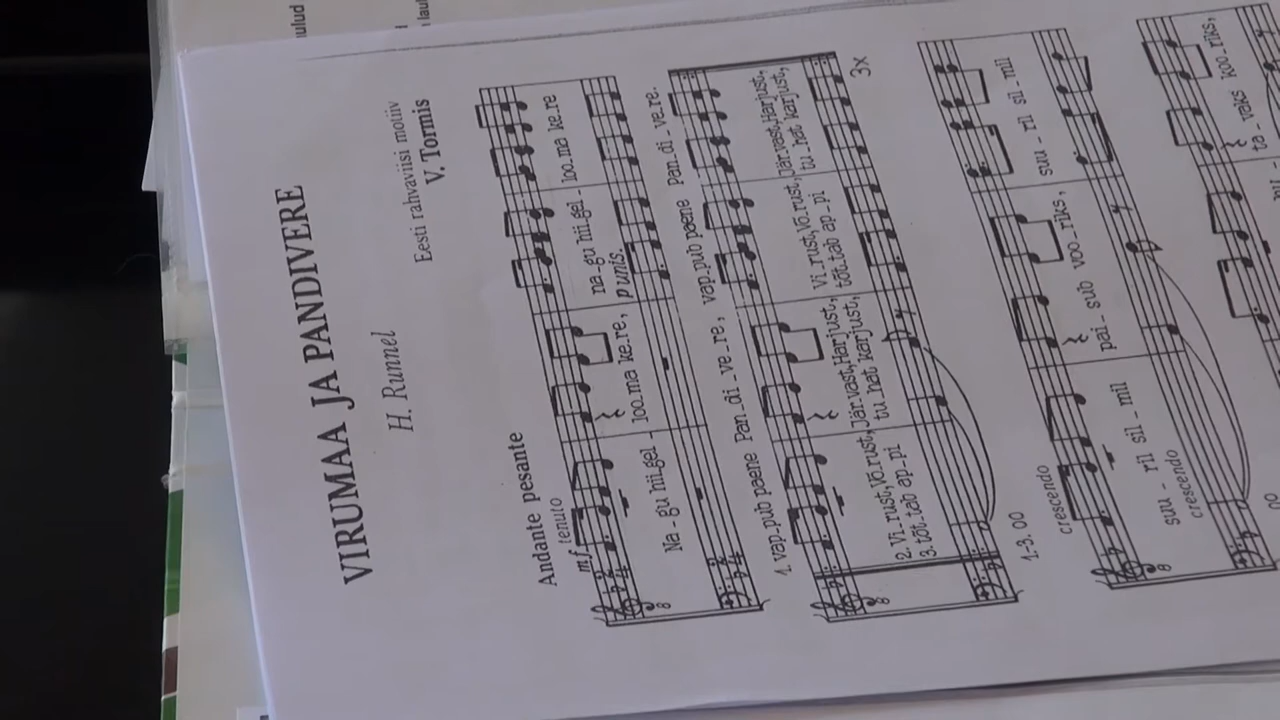 VIRUMAA JA PANDIVERE
H. Runnel
Eesti rahvaviisi motiiv
V. Tormis
Andante pesante
mf tenuto
Na - gu hii.gel - loo.ma ke.re, na-gu hii.gel - loo.ma ke.re
punis.
1. vap.pub paene Pan.di.ve.re, vap.pub paene Pan.di.ve.re.
2. Vi.rust, Võ.rust, Jär.vast, Harjust, Vi.rust, Võ.rust, Jär.vast, Harjust,
3. tõt.tab ap-pi tu.hat karjust, tõt.tab ap.pi tu.hat karjust,
3x
1-3. OO
crescendo
suu - ril sil - mil pai - sub voo.riks, suu - ril sil - mil
crescendo
ta - vaks koo.riks,